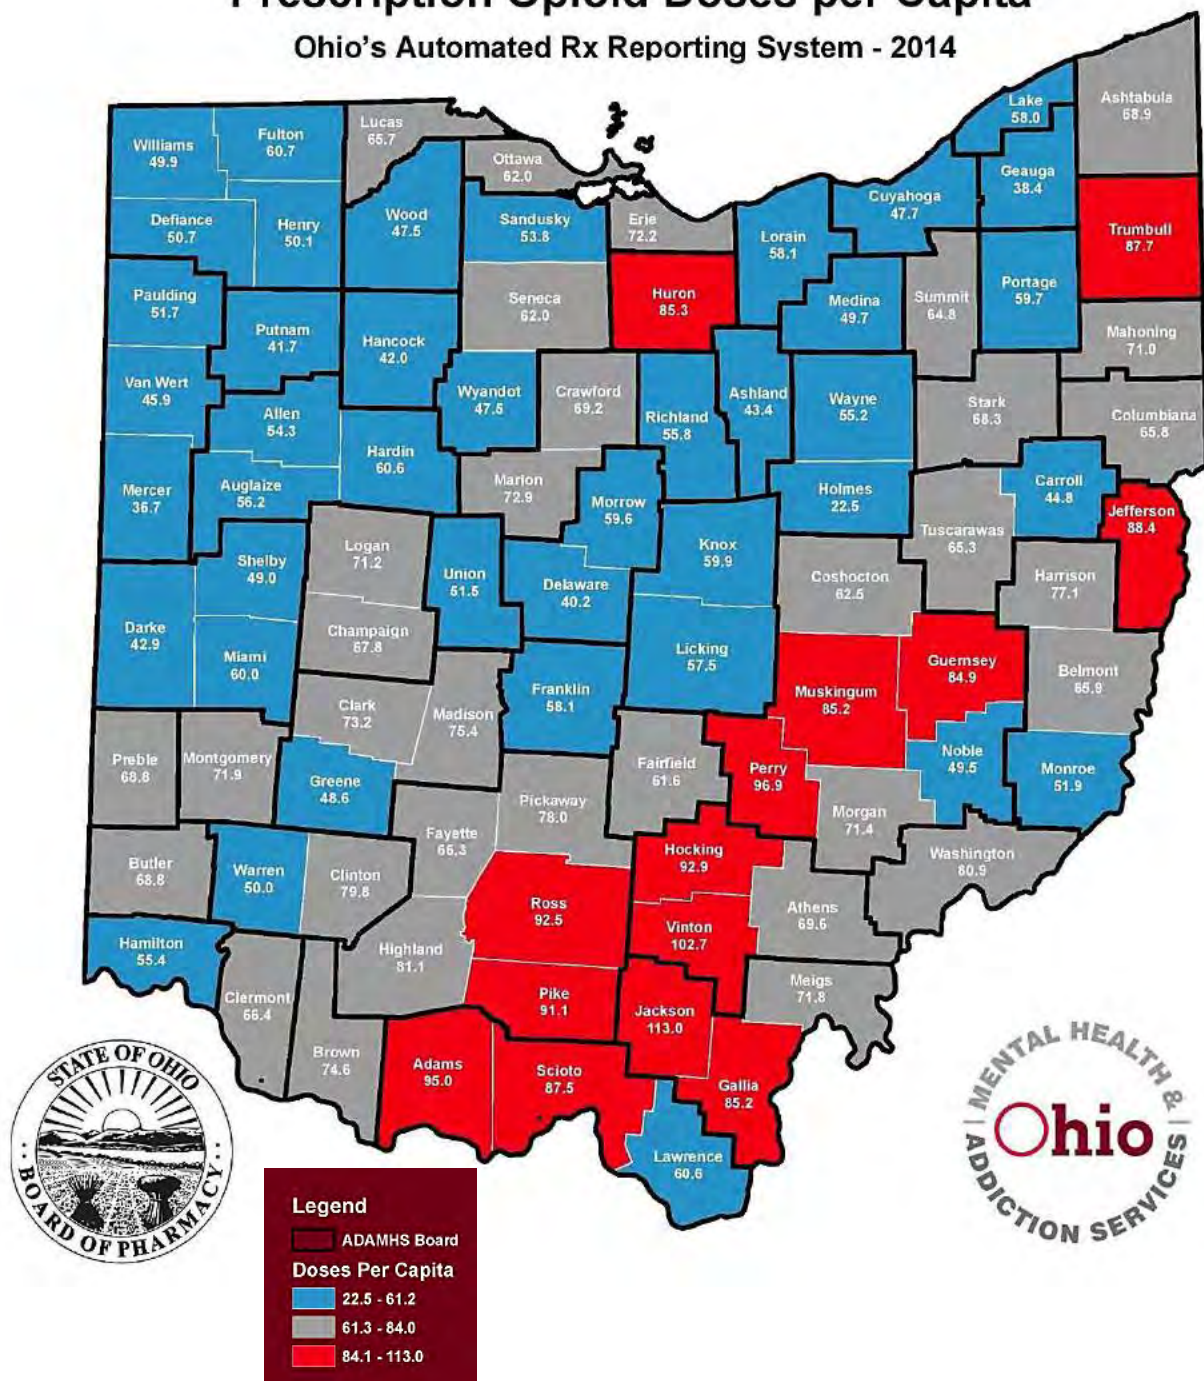 Prescription Opioid Doses per Capita
Ohio's Automated Rx Reporting System - 2014
Williams
49.9
Fulton
60.7
Lucas
65.7
Ottawa
62.0
Lake
58.0
Ashtabula
68.9
Defiance
50.7
Henry
50.1
Wood
47.5
Sandusky
53.8
Erie
72.2
Lorain
58.1
Cuyahoga
47.7
Geauga
38.4
Trumbull
87.7
Paulding
51.7
Putnam
41.7
Hancock
42.0
Seneca
62.0
Huron
85.3
Medina
49.7
Summit
64.8
Portage
59.7
Mahoning
71.0
Van Wert
45.9
Allen
54.3
Wyandot
47.5
Crawford
69.2
Richland
55.8
Ashland
43.4
Wayne
55.2
Stark
68.3
Columbiana
65.8
Mercer
36.7
Auglaize
56.2
Hardin
60.6
Marion
72.9
Morrow
59.6
Holmes
22.5
Carroll
44.8
Jefferson
88.4
Tuscarawas
65.3
Harrison
77.1
Shelby
49.0
Logan
71.2
Union
51.5
Delaware
40.2
Knox
59.9
Coshocton
62.5
Darke
42.9
Miami
60.0
Champaign
67.8
Licking
57.5
Muskingum
85.2
Guernsey
84.9
Belmont
65.9
Clark
73.2
Madison
75.4
Franklin
58.1
Preble
68.8
Montgomery
71.9
Greene
48.6
Fairfield
61.6
Perry
96.9
Noble
49.5
Monroe
51.9
Fayette
66.3
Pickaway
78.0
Morgan
71.4
Hocking
92.9
Washington
80.9
Butler
68.8
Warren
50.0
Clinton
79.8
Ross
92.5
Vinton
102.7
Athens
69.6
Hamilton
55.4
Highland
81.1
Pike
91.1
Jackson
113.0
Meigs
71.8
Clermont
66.4
Brown
74.6
Adams
95.0
Scioto
87.5
Gallia
85.2
Lawrence
60.6
STATE OF OHIO
BOARD OF PHARMACY
MENTAL HEALTH &
Ohio
ADDICTION SERVICES
Legend
ADAMHS Board
Doses Per Capita
22.5 - 61.2
61.3 - 84.0
84.1 - 113.0